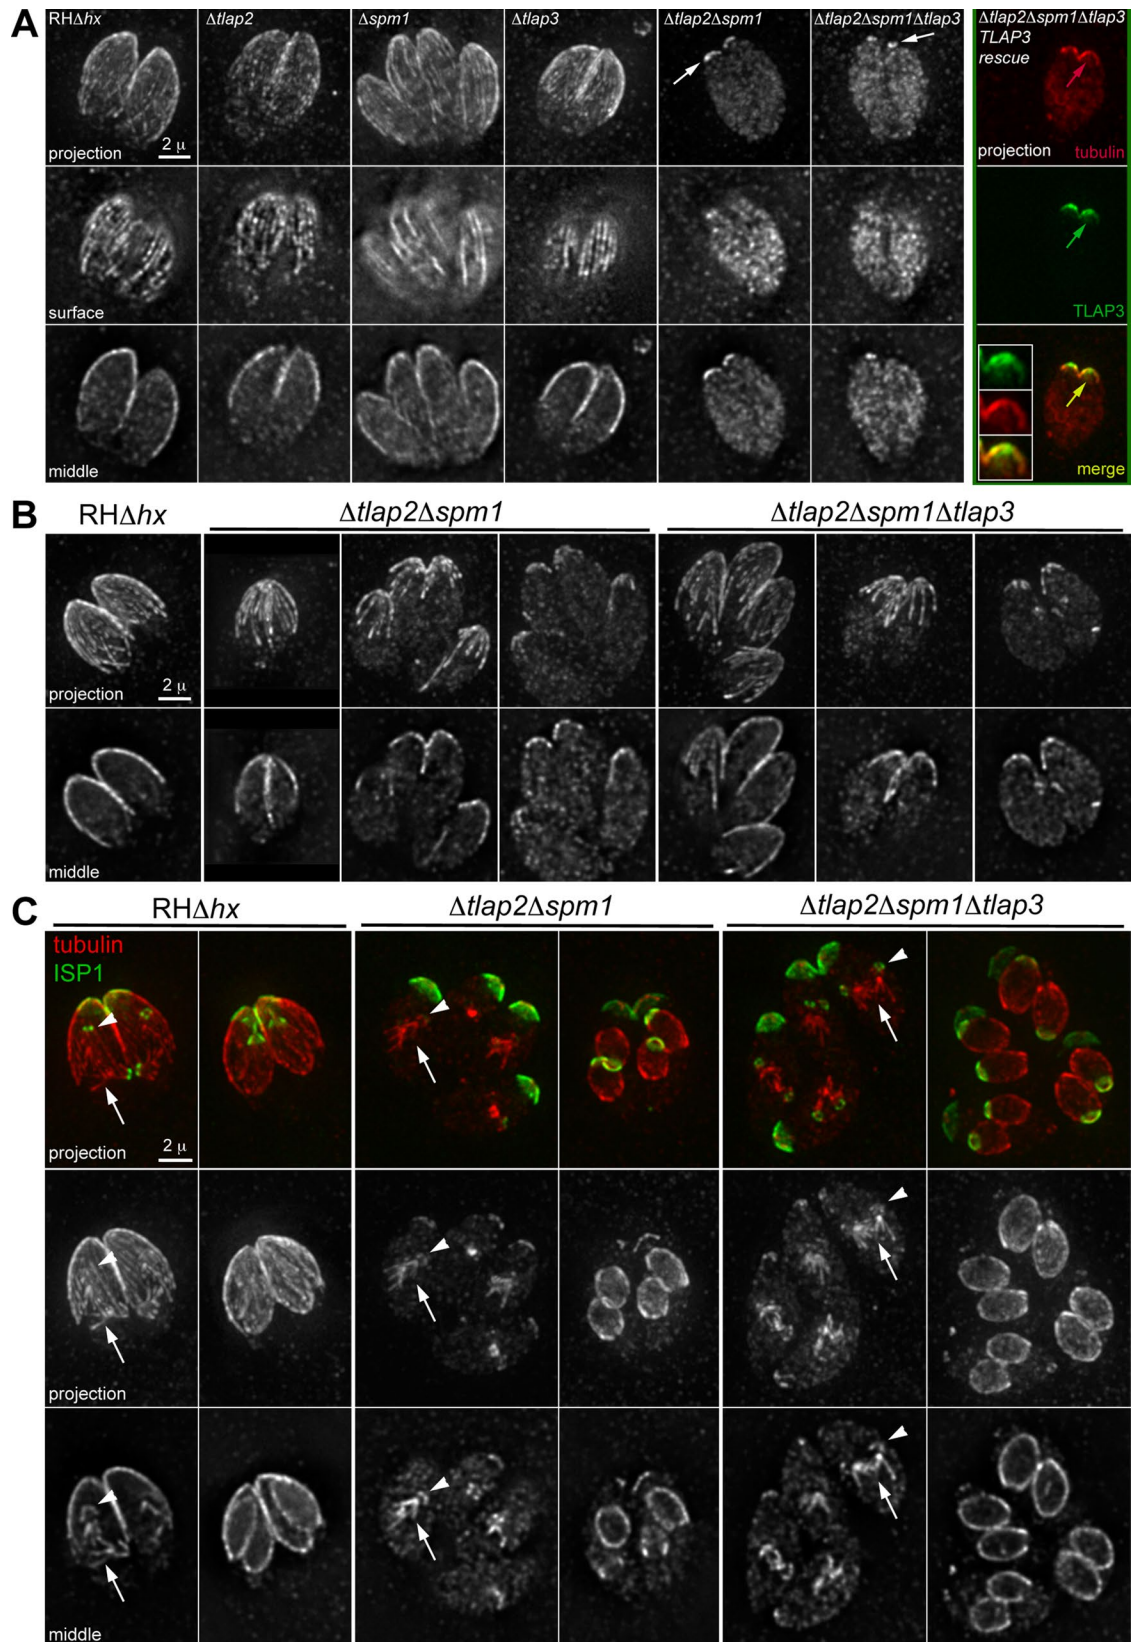 A
RHΔhx
Δtlap2
Δspm1
Δtlap3
Δtlap2Δspm1
Δtlap2Δspm1Δtlap3
Δtlap2Δspm1Δtlap3
TLAP3
rescue
2 μ
projection
projection
tubulin
surface
TLAP3
middle
merge
B
RHΔhx
Δtlap2Δspm1
Δtlap2Δspm1Δtlap3
2 μ
projection
middle
C
RHΔhx
Δtlap2Δspm1
Δtlap2Δspm1Δtlap3
tubulin
ISP1
2 μ
projection
projection
middle